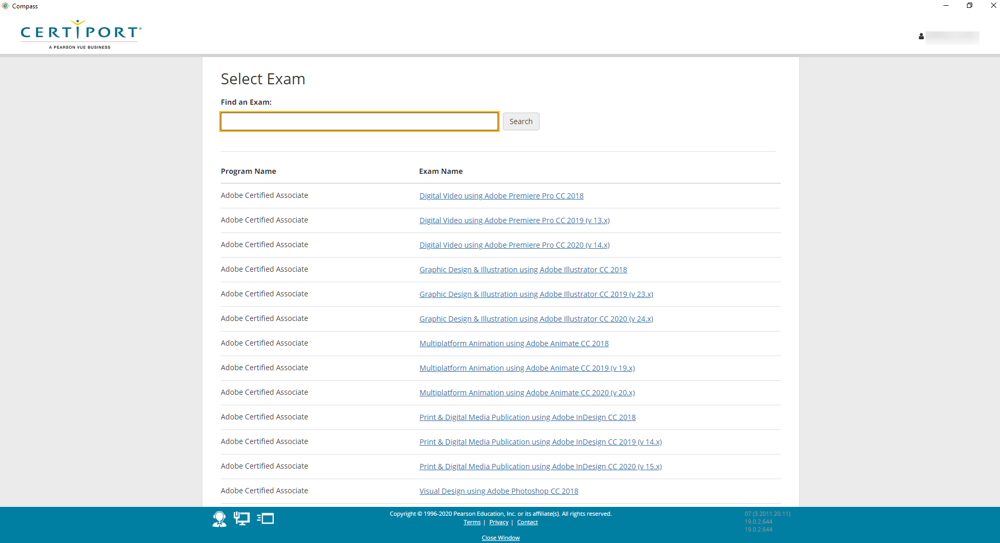 Compass
CERTIPORT®
A PEARSON VUE BUSINESS
Select Exam
Find an Exam:
Search
Program Name Exam Name
Adobe Certified Associate Digital Video using Adobe Premiere Pro CC 2018
Adobe Certified Associate Digital Video using Adobe Premiere Pro CC 2019 (v 13.x)
Adobe Certified Associate Digital Video using Adobe Premiere Pro CC 2020 (v 14.x)
Adobe Certified Associate Graphic Design & Illustration using Adobe Illustrator CC 2018
Adobe Certified Associate Graphic Design & Illustration using Adobe Illustrator CC 2019 (v 23.x)
Adobe Certified Associate Graphic Design & Illustration using Adobe Illustrator CC 2020 (v 24.x)
Adobe Certified Associate Multiplatform Animation using Adobe Animate CC 2018
Adobe Certified Associate Multiplatform Animation using Adobe Animate CC 2019 (v 19.x)
Adobe Certified Associate Multiplatform Animation using Adobe Animate CC 2020 (v 20.x)
Adobe Certified Associate Print & Digital Media Publication using Adobe InDesign CC 2018
Adobe Certified Associate Print & Digital Media Publication using Adobe InDesign CC 2019 (v 14.x)
Adobe Certified Associate Print & Digital Media Publication using Adobe InDesign CC 2020 (v 15.x)
Adobe Certified Associate Visual Design using Adobe Photoshop CC 2018
Copyright © 1996-2020 Pearson Education, Inc. or its affiliate(s). All rights reserved.
Terms | Privacy | Contact
Close Window
07 (3.2011.20.11)
19.0.2.644
19.0.2.644